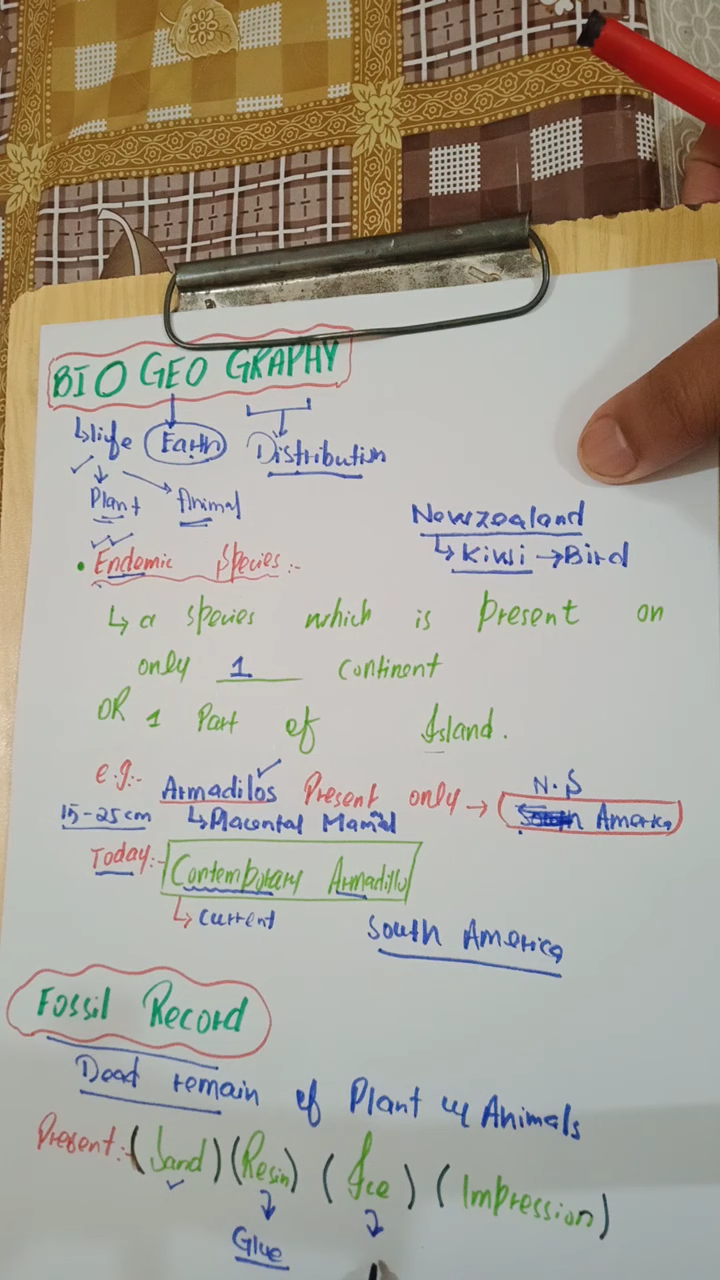 BIO GEO GRAPHY
↳life Earth Distribution
Plant Animal
Newzealand
↳ Kiwi → Bird
• Endemic Species:-
↳ a species which is Present on
only 1 continent
OR 1 Part of Island.
e.g:- Armadilos Present only → N.S America
15-25cm ↳Placental Mamal
Today:- Contemporary Armadillo
↳ Current
South America
Fossil Record
Dead remain of Plant & Animals
Present:- (Sand) (Resin) (Ice) (Impression)
Glue